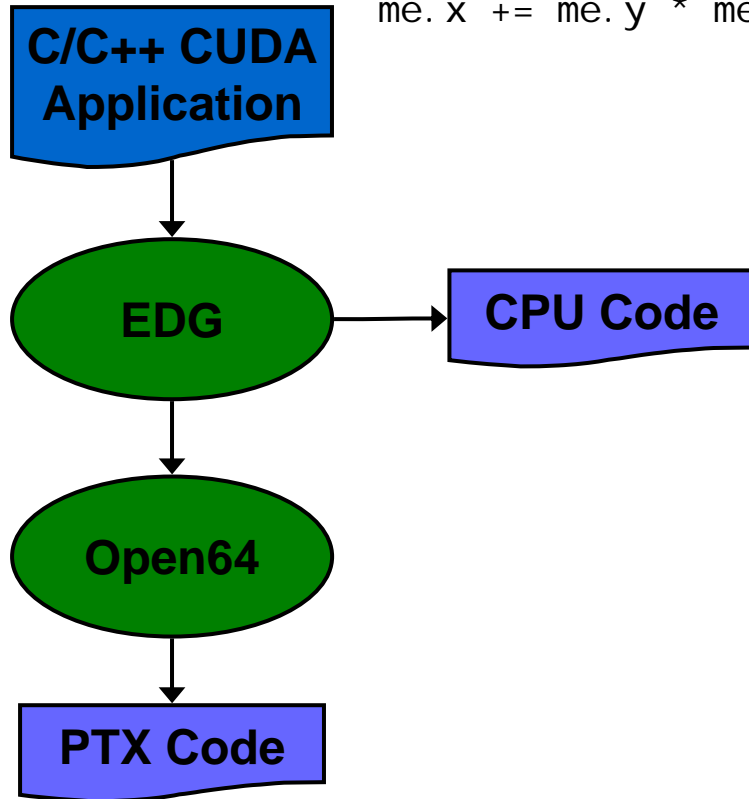 me.x += me.y * me
C/C++ CUDA
Application
EDG
CPU Code
Open64
PTX Code